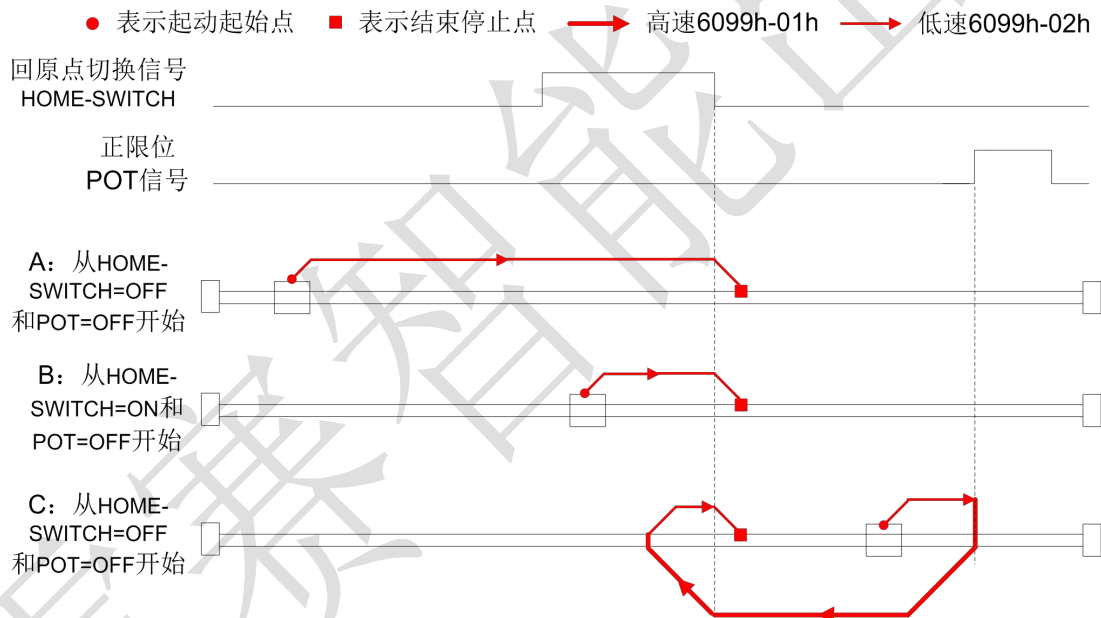 表示起动起始点 表示结束停止点 高速6099h-01h 低速6099h-02h
回原点切换信号
HOME-SWITCH
正限位
POT信号
A：从HOME-
SWITCH=OFF
和POT=OFF开始
B：从HOME-
SWITCH=ON和
POT=OFF开始
C：从HOME-
SWITCH=OFF
和POT=OFF开始